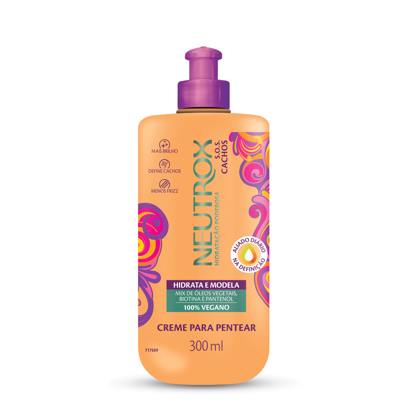 MAIS BRILHO
DEFINE CACHOS
MENOS FRIZZ
NEUTROX
S.O.S.
CACHOS
HIDRATAÇÃO PODEROSA
ALIADO DIÁRIO
NA DEFINIÇÃO
HIDRATA E MODELA
MIX DE ÓLEOS VEGETAIS,
BIOTINA E PANTENOL
100% VEGANO
CREME PARA PENTEAR
300 ml